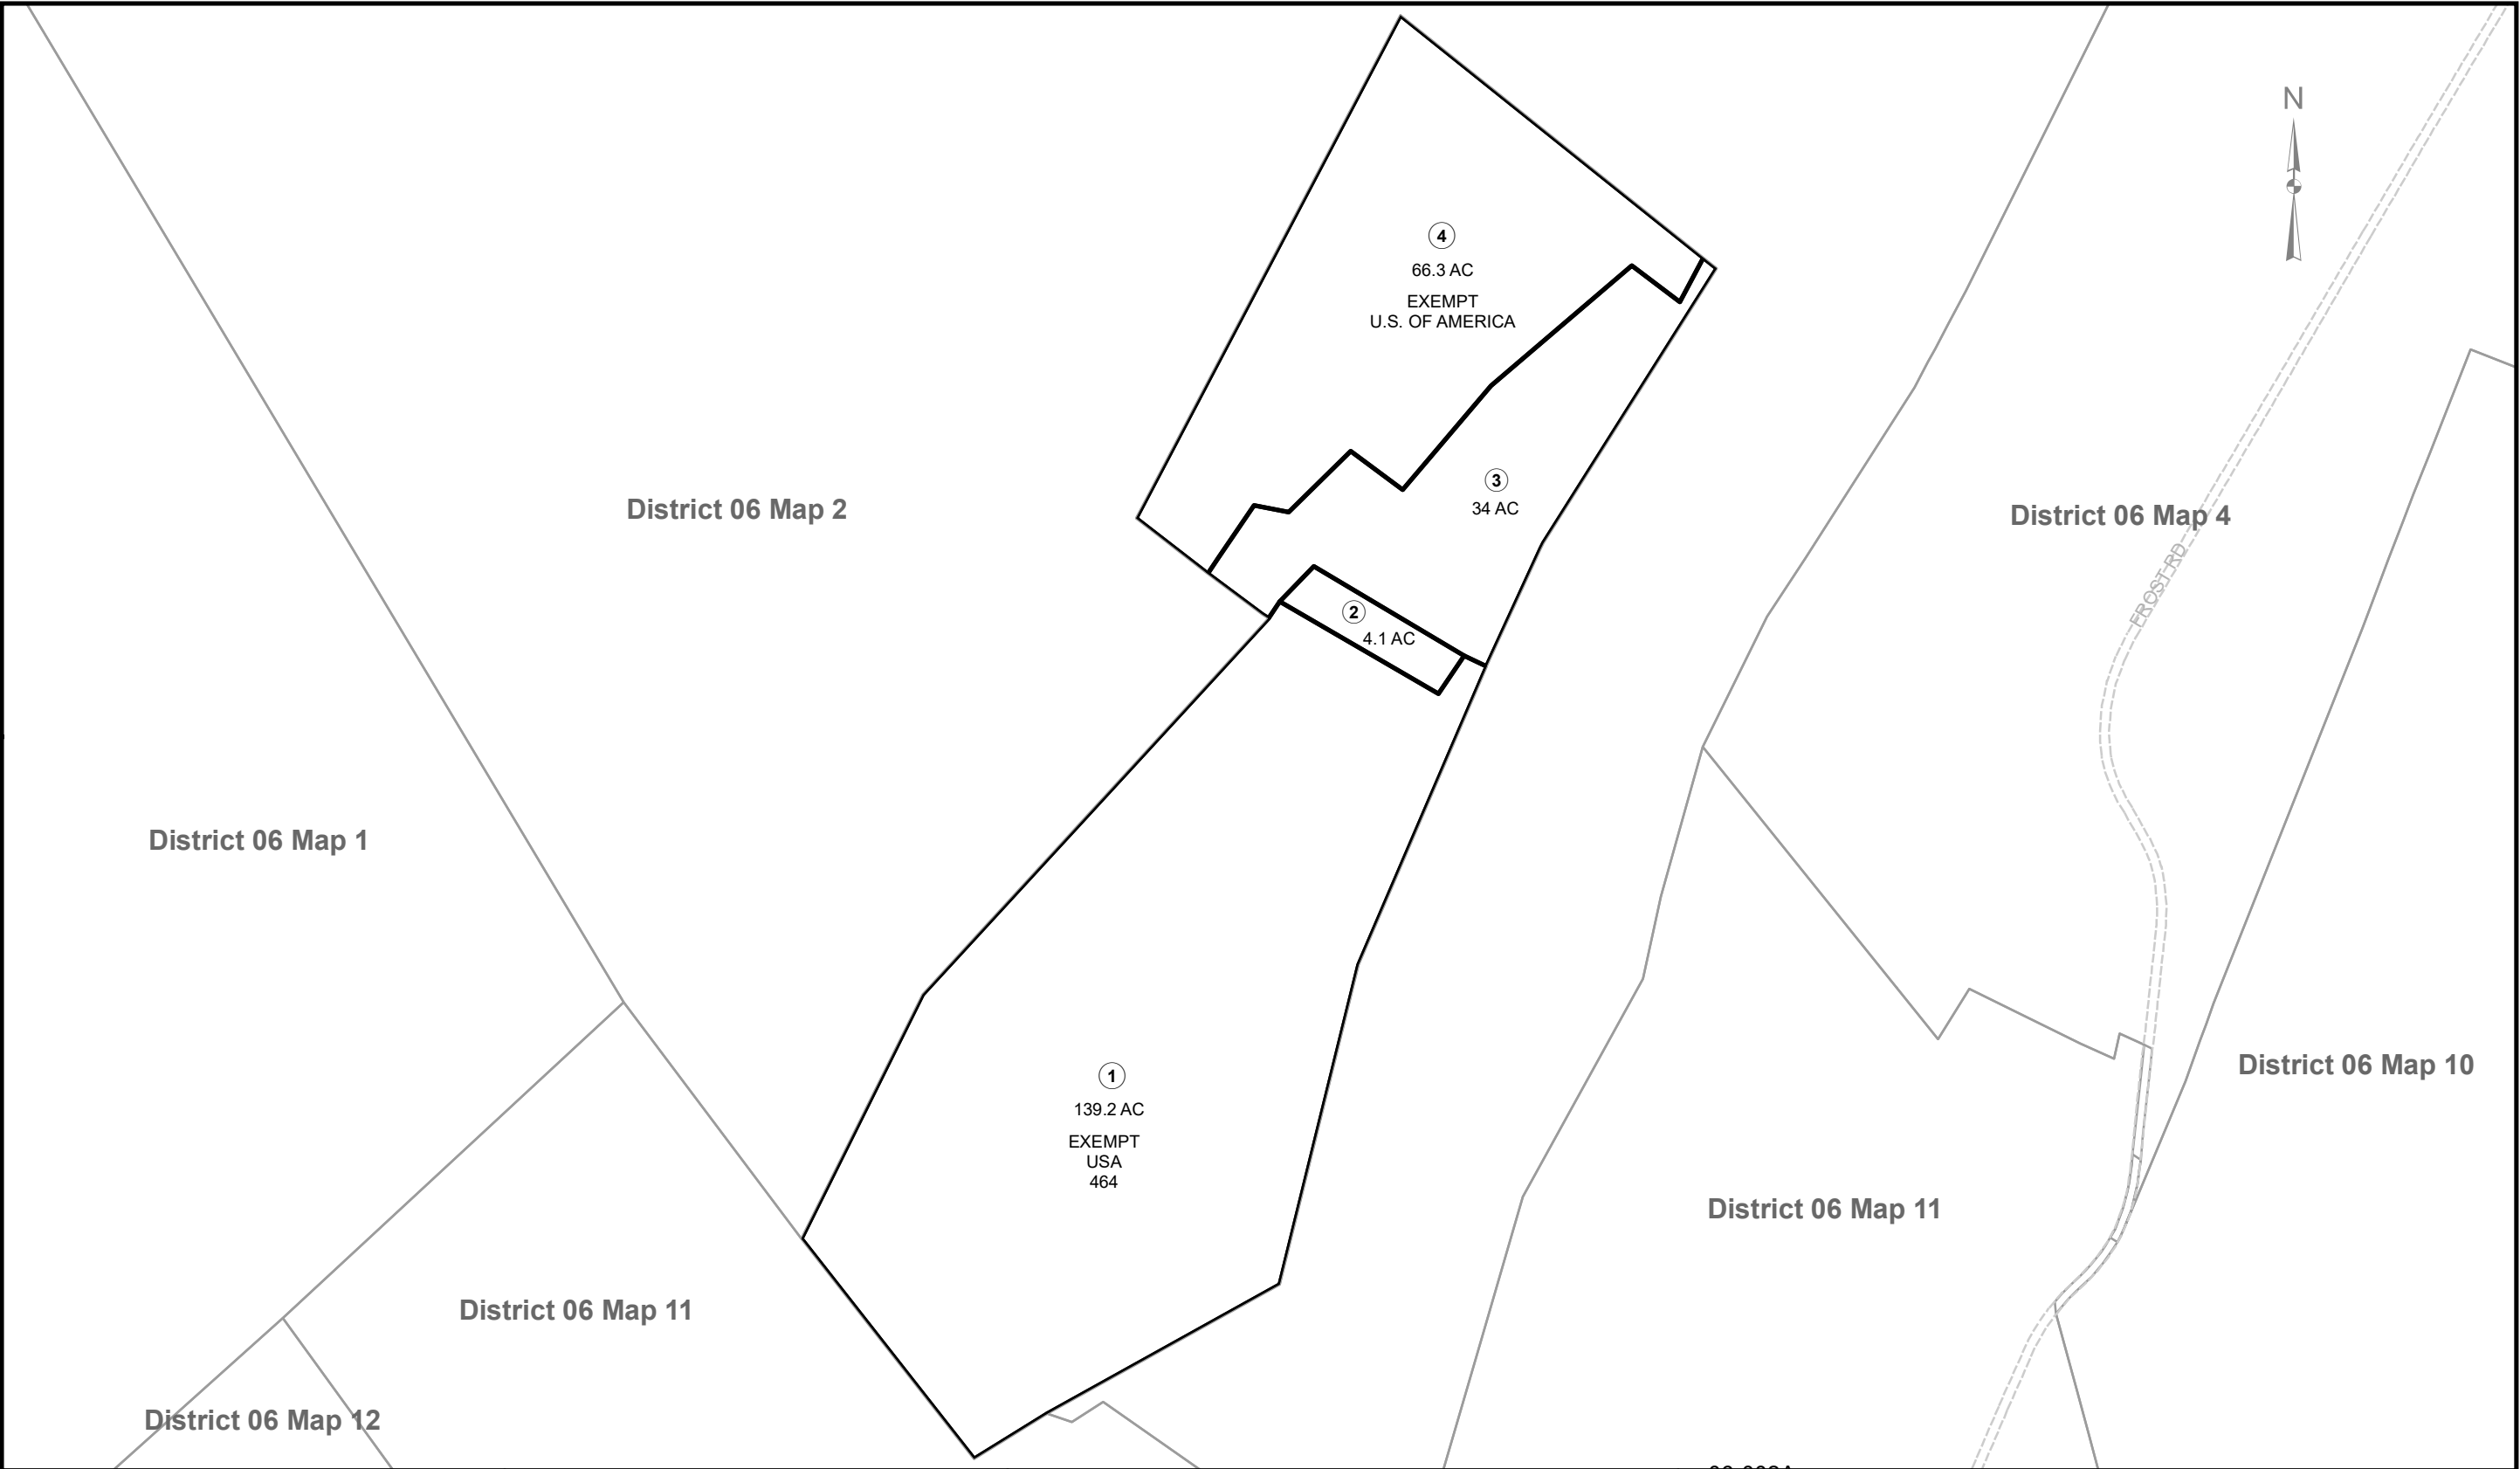 N
4
66.3 AC
EXEMPT
U.S. OF AMERICA
3
34 AC
District 06 Map 2
District 06 Map 4
FROST RD
2
4.1 AC
District 06 Map 1
1
139.2 AC
EXEMPT
USA
464
District 06 Map 10
District 06 Map 11
District 06 Map 11
District 06 Map 12